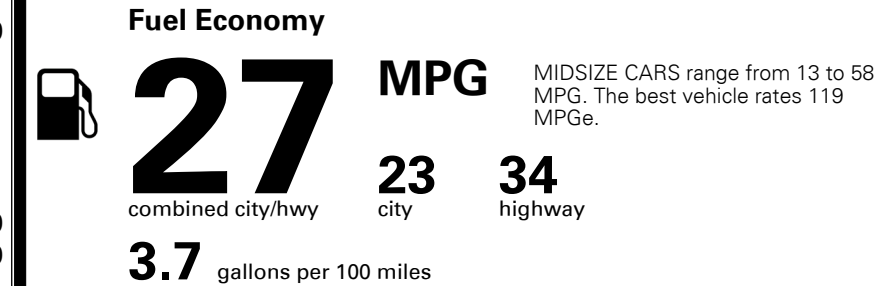 Fuel Economy
27
MPG
MIDSIZE CARS range from 13 to 58
MPG. The best vehicle rates 119
MPGe.
23
34
combined city/hwy
city
highway
3.7 gallons per 100 miles